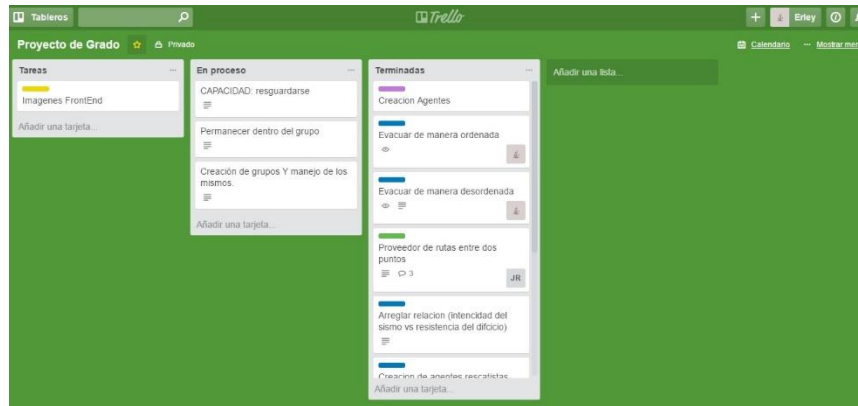 Tableros
Trello
Erley
Proyecto de Grado
Privado
Calendario
Mostrar men
Tareas
Imagenes FrontEnd
Añadir una tarjeta...
En proceso
CAPACIDAD: resguardarse
Permanecer dentro del grupo
Creación de grupos Y manejo de los
mismos.
Añadir una tarjeta...
Terminadas
Creacion Agentes
Evacuar de manera ordenada
Evacuar de manera desordenada
Proveedor de rutas entre dos
puntos
3
JR
Arreglar relacion (intencidad del
sismo vs resistencia del difcicio)
Creacion de agentes rescatistas
Añadir una tarjeta...
Añadir una lista...